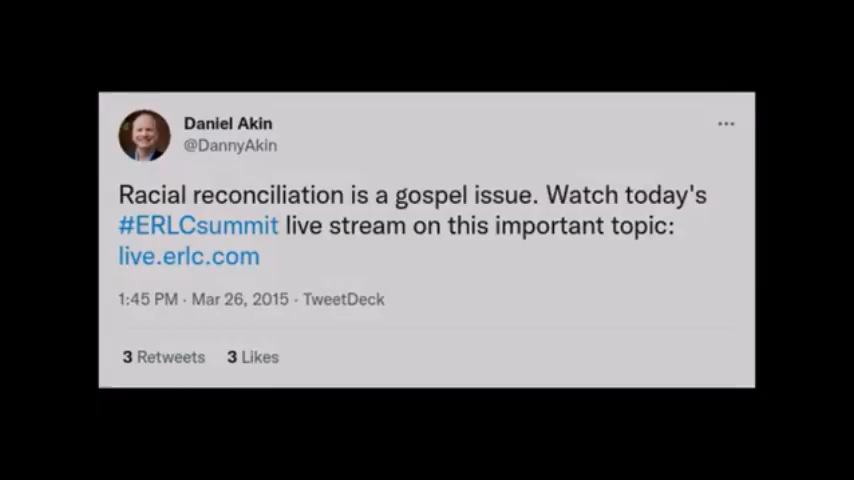 Daniel Akin
@DannyAkin
Racial reconciliation is a gospel issue. Watch today's
#ERLCsummit live stream on this important topic:
live.erlc.com
1:45 PM · Mar 26, 2015 · TweetDeck
3 Retweets 3 Likes